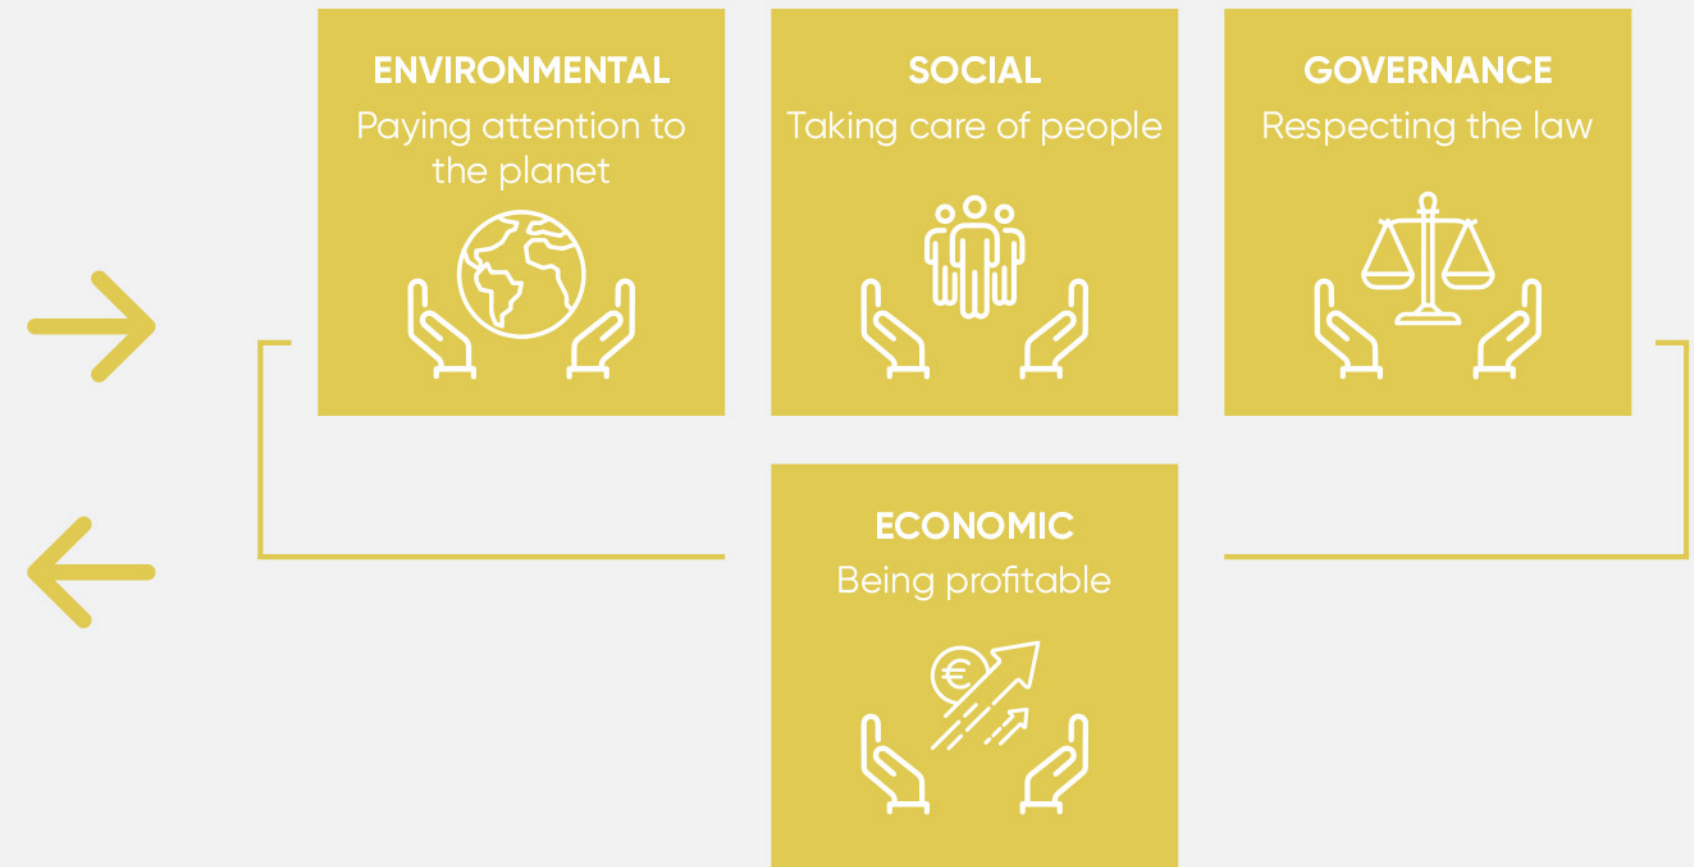 ENVIRONMENTAL
Paying attention to
the planet
SOCIAL
Taking care of people
GOVERNANCE
Respecting the law
ECONOMIC
Being profitable
€